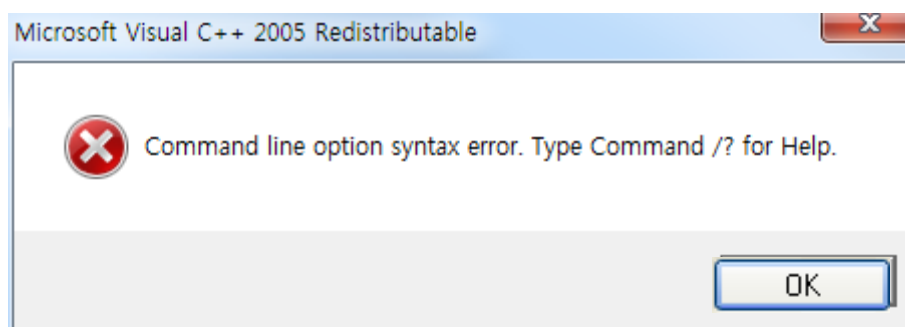 Microsoft Visual C++ 2005 Redistributable
Command line option syntax error. Type Command /? for Help.
OK